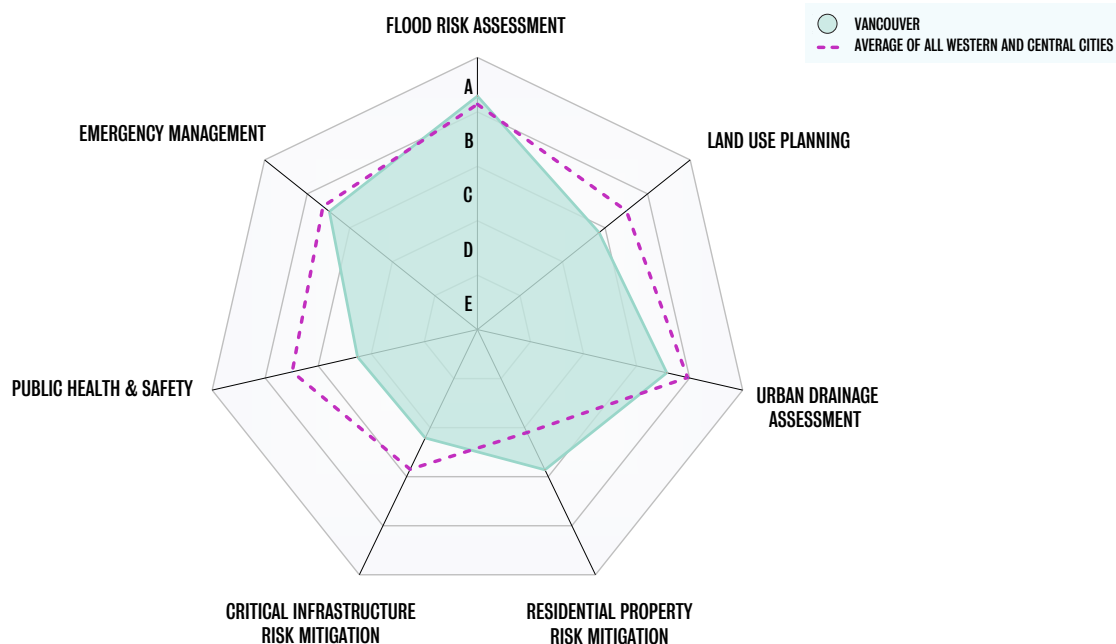 FLOOD RISK ASSESSMENT
VANCOUVER
AVERAGE OF ALL WESTERN AND CENTRAL CITIES
A
EMERGENCY MANAGEMENT
LAND USE PLANNING
B
C
D
E
PUBLIC HEALTH & SAFETY
URBAN DRAINAGE
ASSESSMENT
CRITICAL INFRASTRUCTURE
RISK MITIGATION
RESIDENTIAL PROPERTY
RISK MITIGATION